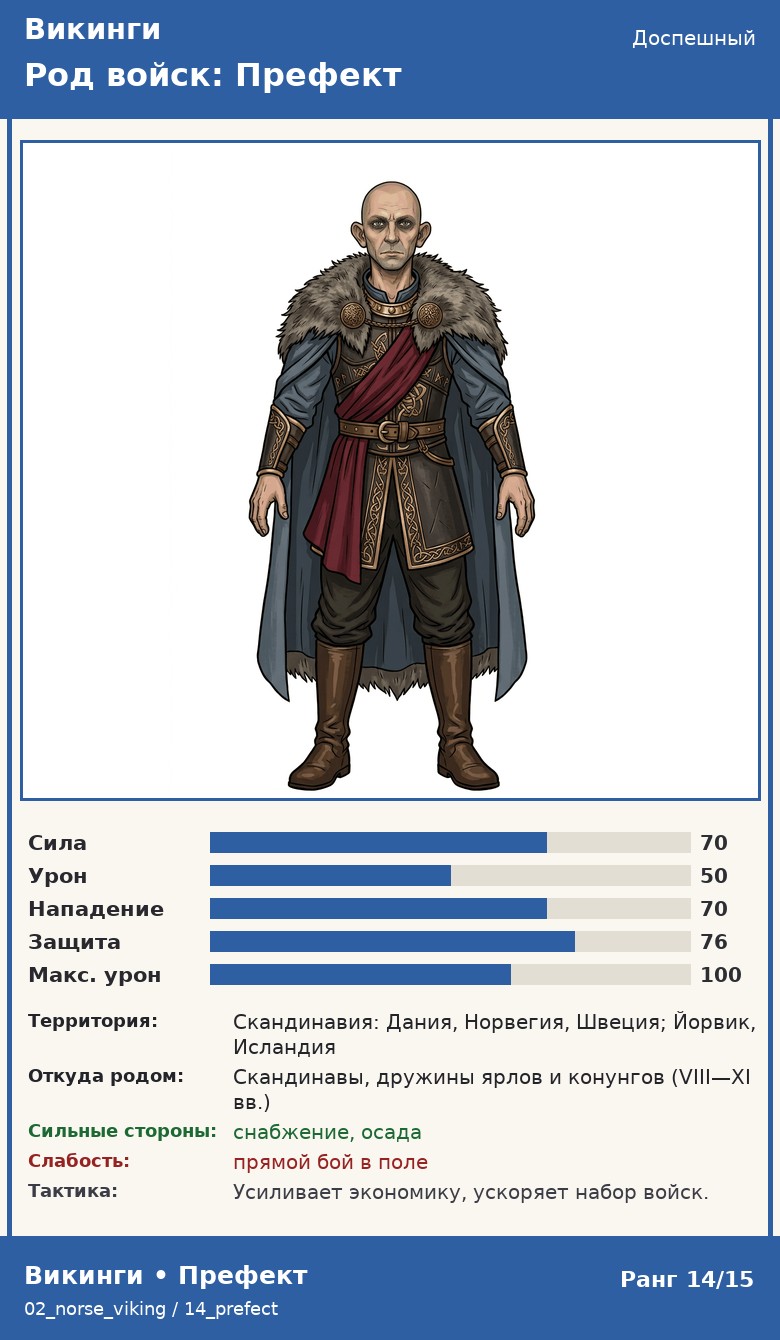 Викинги
Доспешный
Род войск: Префект
Сила 70
Урон 50
Нападение 70
Защита 76
Макс. урон 100
Территория: Скандинавия: Дания, Норвегия, Швеция; Йорвик,
Исландия
Откуда родом: Скандинавы, дружины ярлов и конунгов (VIII—XI
вв.)
Сильные стороны: снабжение, осада
Слабость: прямой бой в поле
Тактика: Усиливает экономику, ускоряет набор войск.
Викинги • Префект
Ранг 14/15
02_norse_viking / 14_prefect